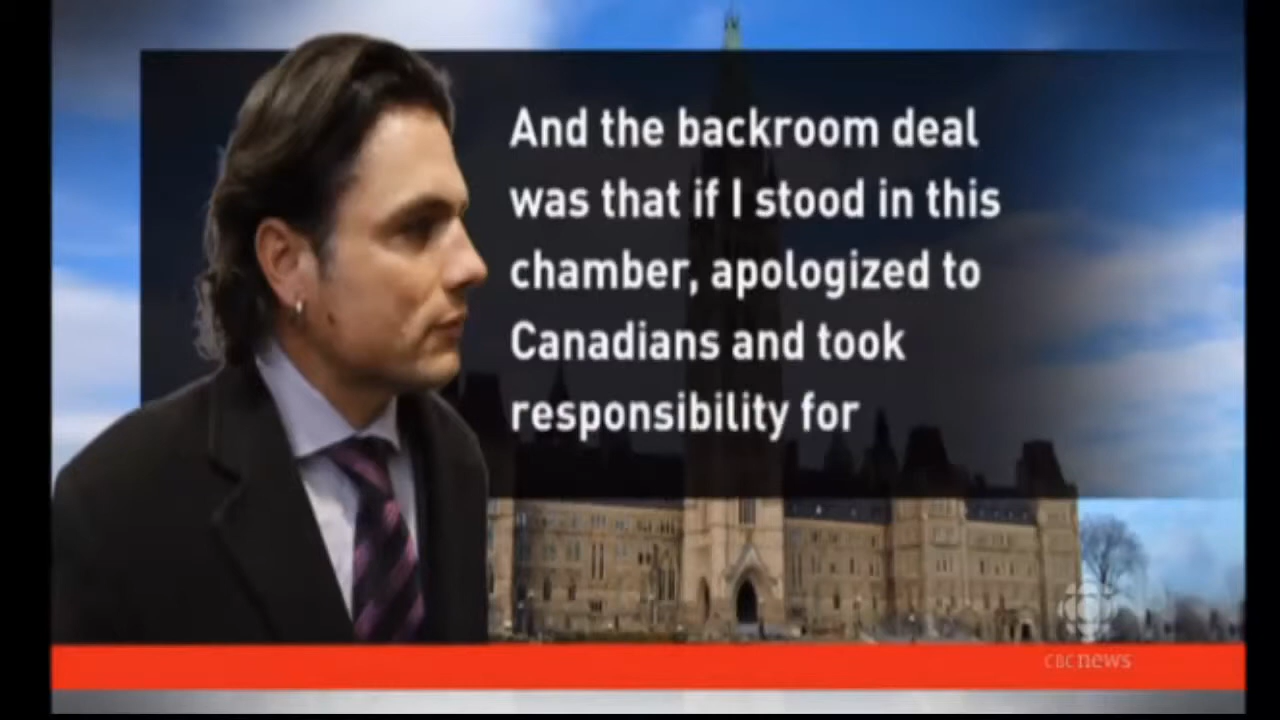 And the backroom deal
was that if I stood in this
chamber, apologized to
Canadians and took
responsibility for
CBCnews